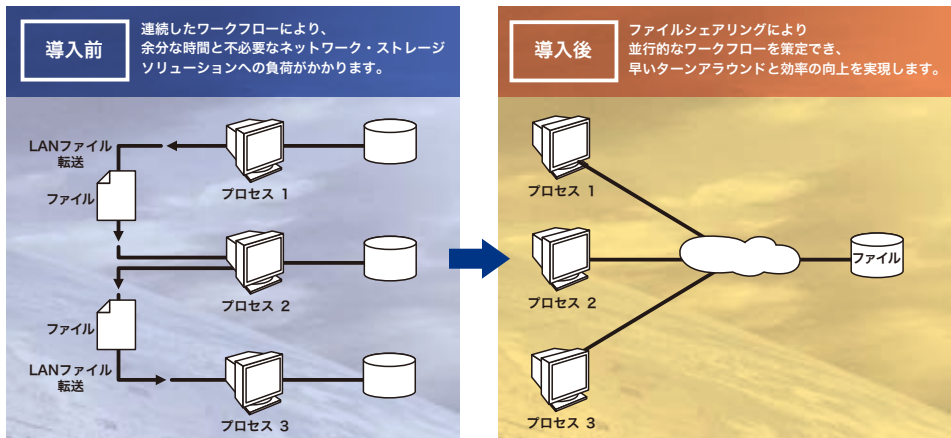 導入前
連続したワークフローにより、
余分な時間と不必要なネットワーク・ストレージ
ソリューションへの負荷がかかります。
LANファイル
転送
プロセス 1
ファイル
プロセス 2
ファイル
LANファイル
転送
プロセス 3
導入後
ファイルシェアリングにより
並行的なワークフローを策定でき、
早いターンアラウンドと効率の向上を実現します。
プロセス 1
ファイル
プロセス 2
プロセス 3